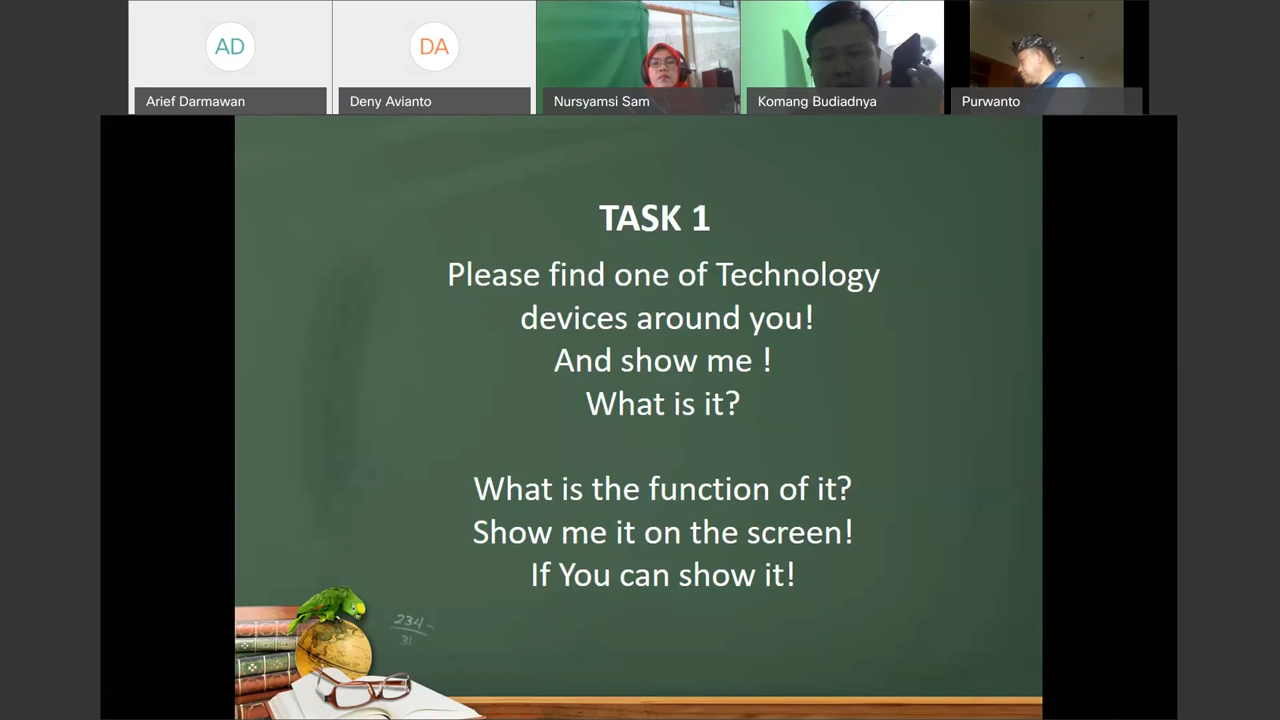 AD
DA
Arief Darmawan
Deny Avianto
Nursyamsi Sam
Komang Budiadnya
Purwanto
TASK 1
Please find one of Technology
devices around you!
And show me !
What is it?
What is the function of it?
Show me it on the screen!
If You can show it!
234-
31